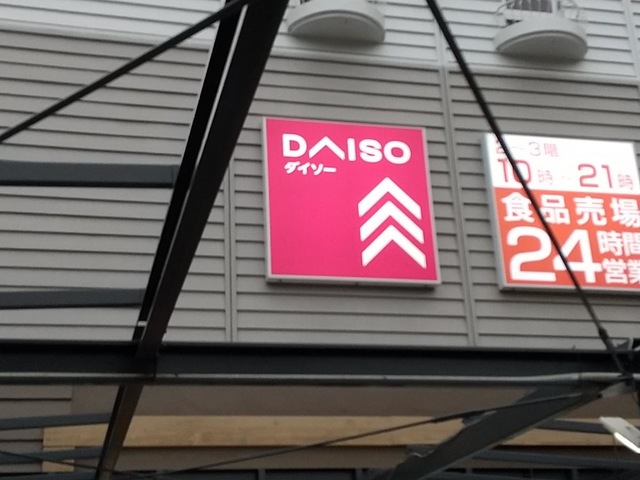 DAISO
ダイソー
2～3階
10時～21時
食品売場
24時間
営業